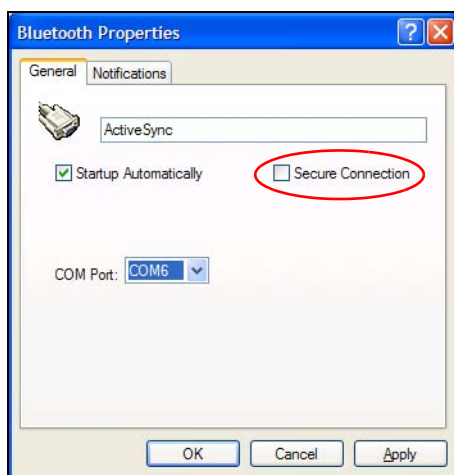 Bluetooth Properties
General Notifications
ActiveSync
Startup Automatically Secure Connection
COM Port: COM6
OK Cancel Apply